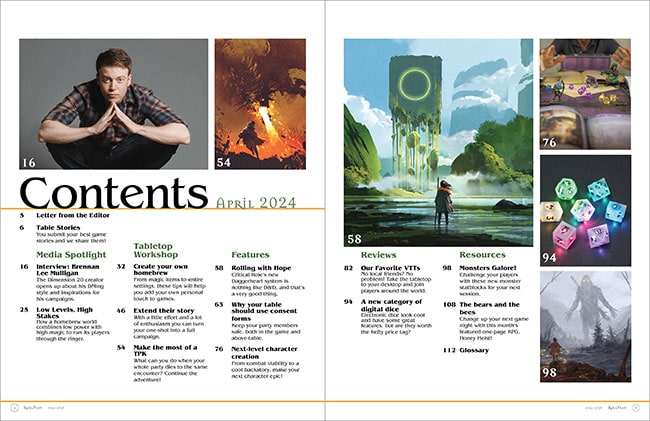 16
54
Contents April 2024
5 Letter from the Editor
6 Table Stories
You submit your best game
stories and we share them!
Media Spotlight
16 Interview: Brennan
Lee Mulligan
The Dimension 20 creator
opens up about his DMing
style and inspirations for
his campaigns.
25 Low Levels, High
Stakes
How a homebrew world
combines low power with
high magic to run its players
through the ringer.
Tabletop
Workshop
32 Create your own
homebrew
From magic items to entire
settings, these tips will help
you add your own personal
touch to games.
46 Extend their story
With a little effort and a lot
of enthusiasm you can turn
your one-shot into a full
campaign.
54 Make the most of a
TPK
What can you do when your
whole party dies to the same
encounter? Continue the
adventure!
Features
58 Rolling with Hope
Critical Role's new
Daggerheart system is
nothing like D&D, and that's
a very good thing.
63 Why your table
should use consent
forms
Keep your party members
safe, both in the game and
above-table.
76 Next-level character
creation
From combat viability to a
cool backstory, make your
next character epic!
58
76
94
98
Reviews
82 Our Favorite VTTs
No local friends? No
problem! Take the tabletop
to your desktop and join
players around the world.
94 A new category of
digital dice
Electronic dice look cool
and have some great
features, but are they worth
the hefty price tag?
Resources
98 Monsters Galore!
Challenge your players
with these new monster
statblocks for your next
session.
108 The bears and the
bees
Change up your next game
night with this month's
featured one-page RPG,
Honey Heist!
112 Glossary